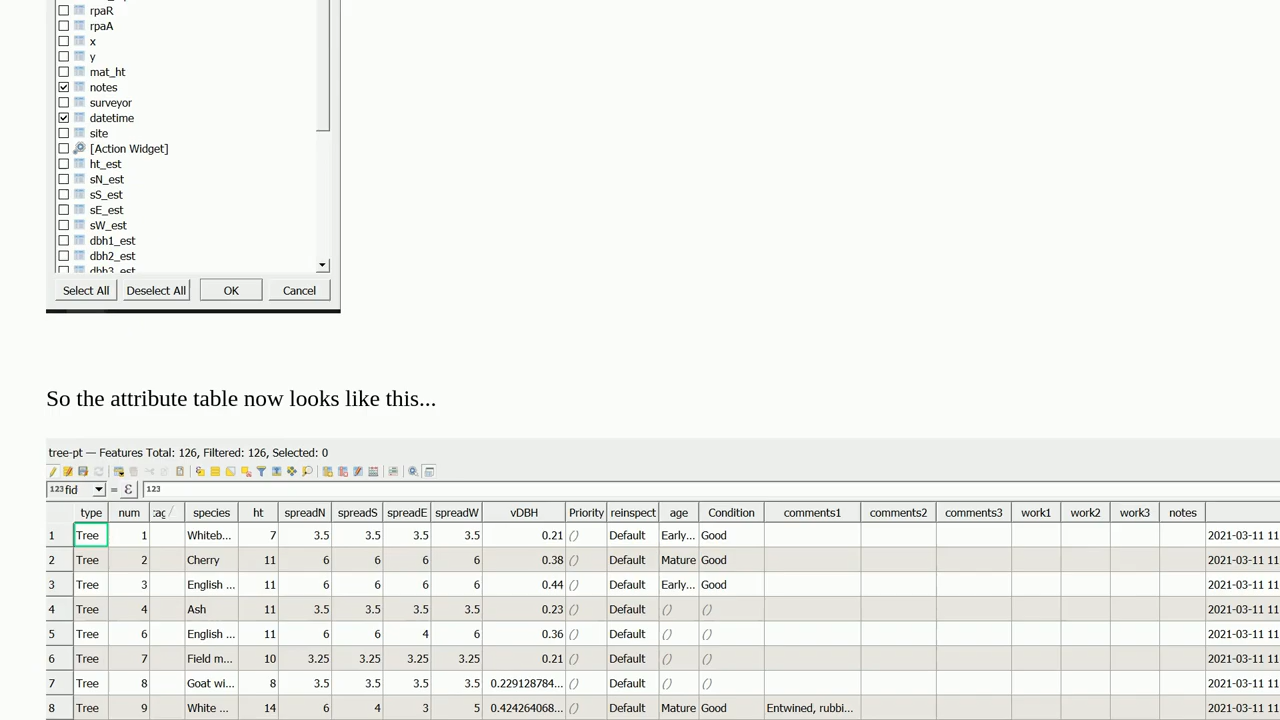 rpaR
rpaA
x
y
mat_ht
notes
surveyor
datetime
site
[Action Widget]
ht_est
sN_est
sS_est
sE_est
sW_est
dbh1_est
dbh2_est
dbh3_est
Select All Deselect All OK Cancel
So the attribute table now looks like this...
tree-pt — Features Total: 126, Filtered: 126, Selected: 0
123 fid = ε 123
type num species ht spreadN spreadS spreadE spreadW vDBH Priority reinspect age Condition comments1 comments2 comments3 work1 work2 work3 notes
1 Tree 1 Whiteb... 7 3.5 3.5 3.5 3.5 0.21 () Default Early... Good 2021-03-11 11
2 Tree 2 Cherry 11 6 6 6 6 0.38 () Default Mature Good 2021-03-11 11
3 Tree 3 English ... 11 6 6 6 6 0.44 () Default Early... Good 2021-03-11 11
4 Tree 4 Ash 11 3.5 3.5 3.5 3.5 0.23 () Default () () 2021-03-11 11
5 Tree 6 English ... 11 6 6 4 6 0.36 () Default () () 2021-03-11 11
6 Tree 7 Field m... 10 3.25 3.25 3.25 3.25 0.21 () Default () () 2021-03-11 11
7 Tree 8 Goat wi... 8 3.5 3.5 3.5 3.5 0.229128784... () Default () () 2021-03-11 11
8 Tree 9 White ... 14 6 4 3 5 0.424264068... () Default Mature Good Entwined, rubbi... 2021-03-11 11